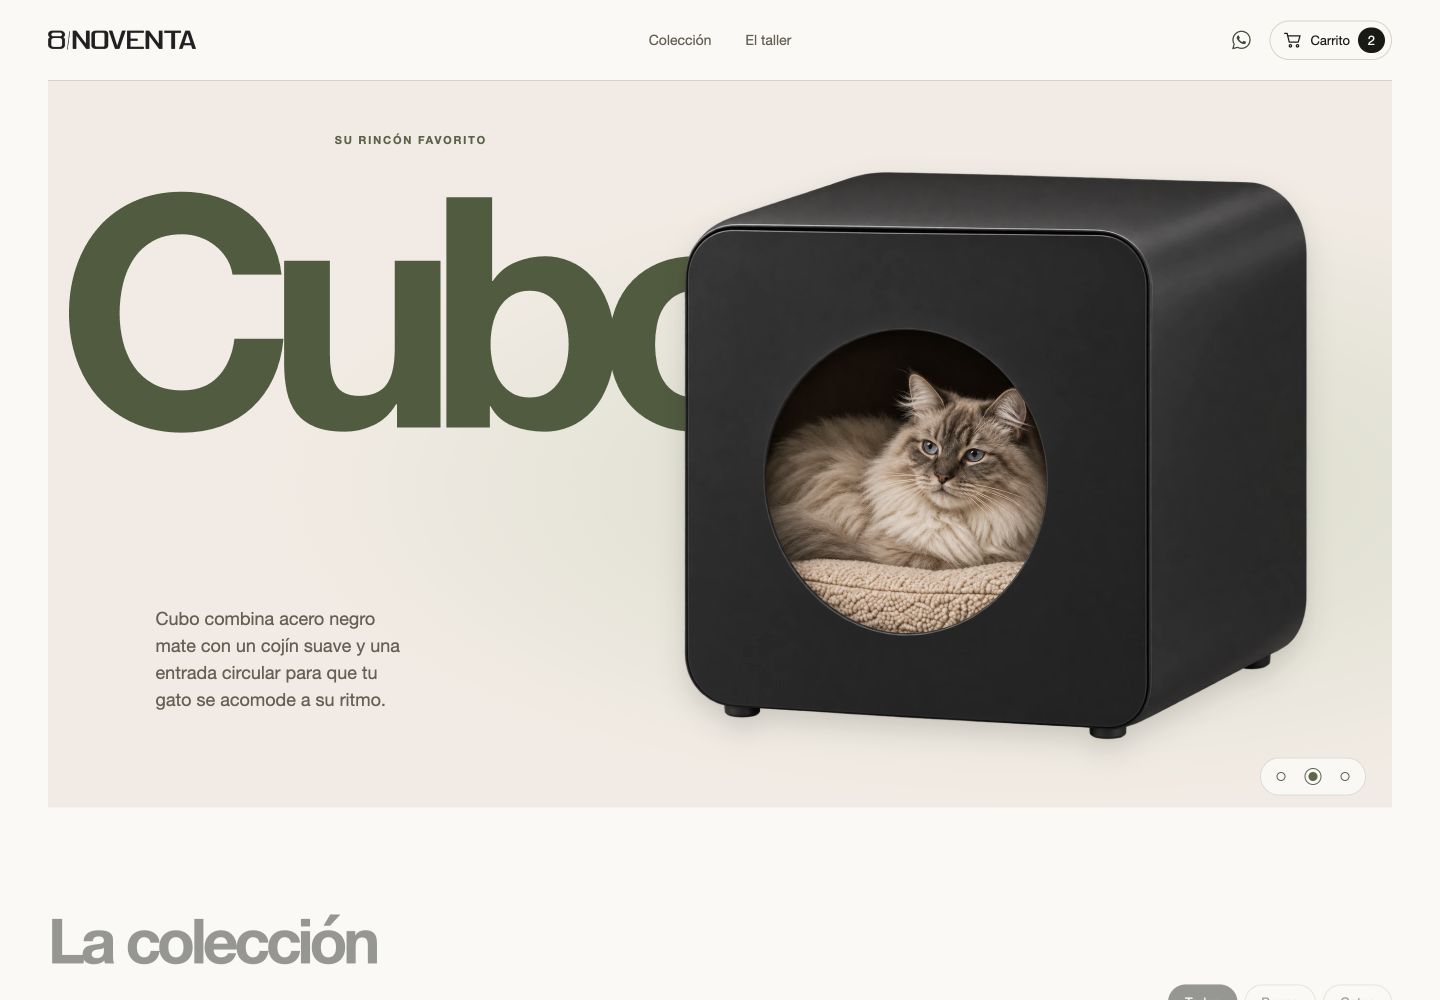 8/NOVENTA
Colección
El taller
Carrito 2
SU RINCÓN FAVORITO
Cubo
Cubo combina acero negro
mate con un cojín suave y una
entrada circular para que tu
gato se acomode a su ritmo.
La colección